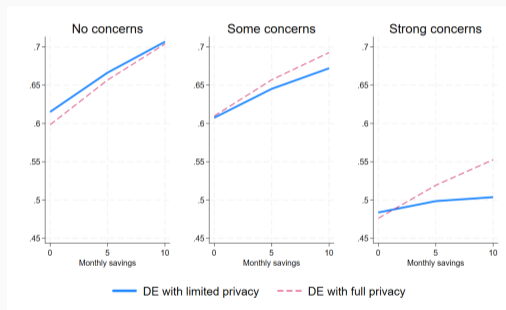 No concerns
Some concerns
Strong concerns
.7
.65
.6
.55
.5
.45
0 5 10
Monthly savings
.7
.65
.6
.55
.5
.45
0 5 10
Monthly savings
.7
.65
.6
.55
.5
.45
0 5 10
Monthly savings
DE with limited privacy
DE with full privacy